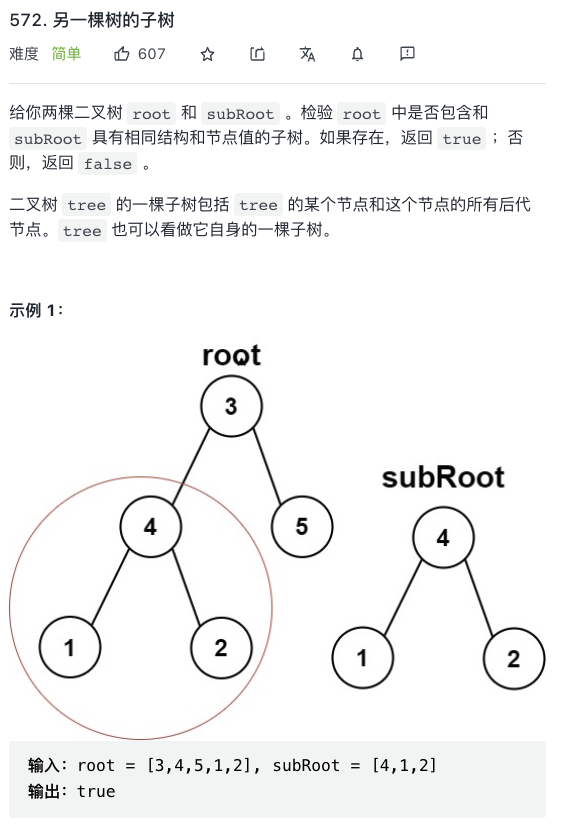 572. 另一棵树的子树
难度 简单 607
给你两棵二叉树 root 和 subRoot 。检验 root 中是否包含和
subRoot 具有相同结构和节点值的子树。如果存在，返回 true ；否
则，返回 false 。
二叉树 tree 的一棵子树包括 tree 的某个节点和这个节点的所有后代
节点。tree 也可以看做它自身的一棵子树。
示例 1：
root
3
subRoot
4 5 4
1 2 1 2
输入：root = [3,4,5,1,2], subRoot = [4,1,2]
输出：true